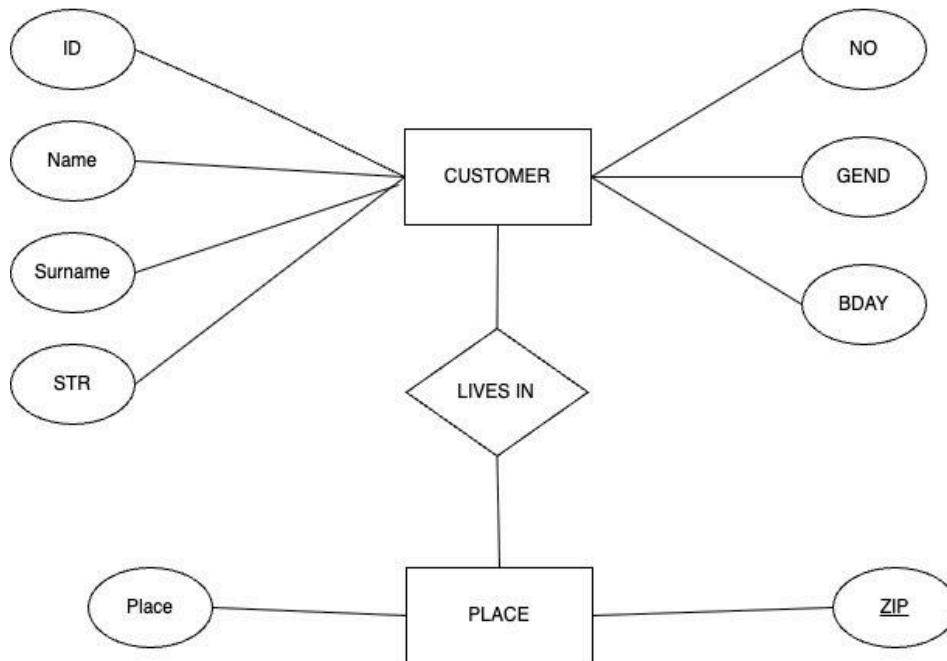 ID
NO
Name
CUSTOMER
GEND
Surname
BDAY
STR
LIVES IN
Place
PLACE
ZIP